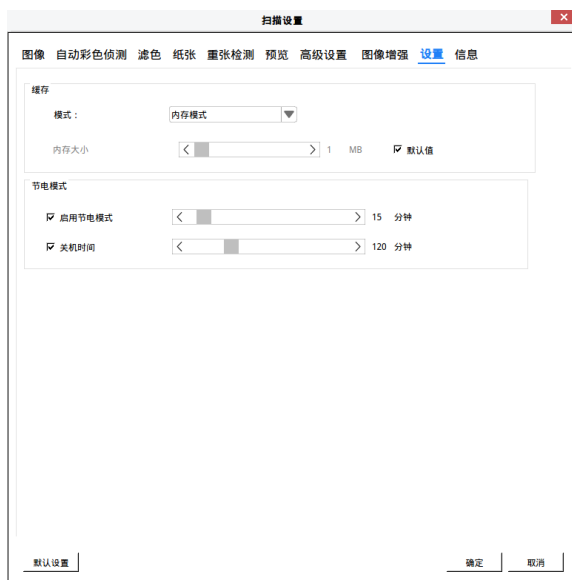 扫描设置
图像 自动彩色侦测 滤色 纸张 重张检测 预览 高级设置 图像增强 设置 信息
缓存
模式： 内存模式
内存大小 1 MB 默认值
节电模式
启用节电模式 15 分钟
关机时间 120 分钟
默认设置 确定 取消